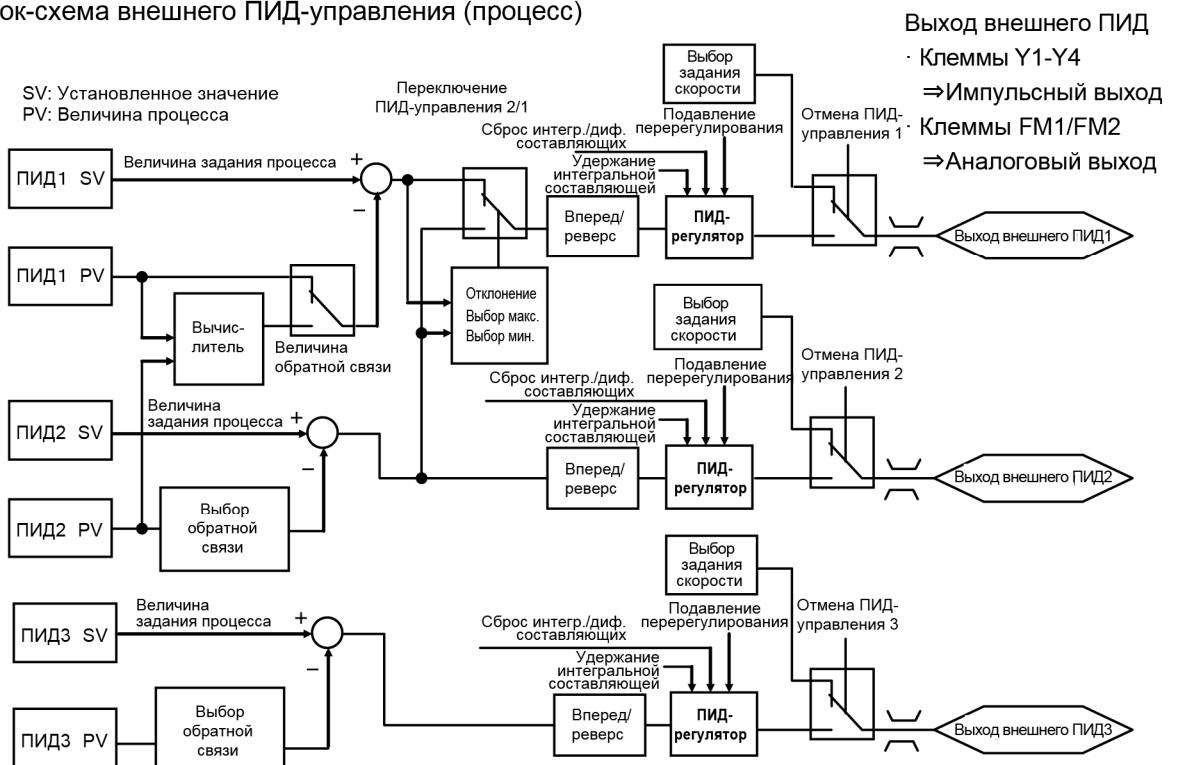 ок-схема внешнего ПИД-управления (процесс)
Выход внешнего ПИД
· Клеммы Y1-Y4
⇒Импульсный выход
· Клеммы FM1/FM2
⇒Аналоговый выход
SV: Установленное значение
PV: Величина процесса
Переключение
ПИД-управления 2/1
Выбор
задания
скорости
Сброс интегр./диф.
составляющих
Подавление
перерегулирования
Отмена ПИД-
управления 1
Удержание
интегральной
составляющей
ПИД1 SV
Величина задания процесса
+
−
Вперед/
реверс
ПИД-
регулятор
Выход внешнего ПИД1
ПИД1 PV
Вычис-
литель
Величина
обратной связи
Отклонение
Выбор макс.
Выбор мин.
Выбор
задания
скорости
Сброс интегр./диф.
составляющих
Подавление
перерегулирования
Отмена ПИД-
управления 2
Удержание
интегральной
составляющей
ПИД2 SV
Величина
задания процесса
+
−
Вперед/
реверс
ПИД-
регулятор
Выход внешнего ПИД2
ПИД2 PV
Выбор
обратной
связи
Выбор
задания
скорости
Сброс интегр./диф.
составляющих
Подавление
перерегулирования
Отмена ПИД-
управления 3
Удержание
интегральной
составляющей
ПИД3 SV
Величина
задания процесса
+
−
Вперед/
реверс
ПИД-
регулятор
Выход внешнего ПИД3
ПИД3 PV
Выбор
обратной
связи